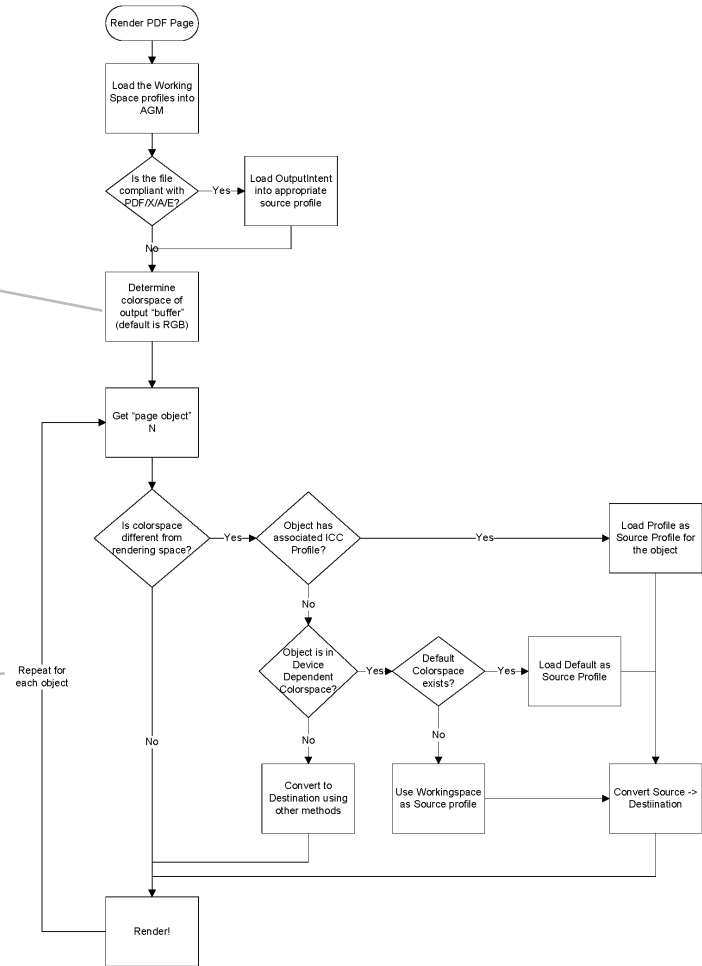 Render PDF Page
Load the Working
Space profiles into
AGM
Is the file
compliant with
PDF/X/A/E?
Yes
Load OutputIntent
into appropriate
source profile
No
Determine
colorspace of
output “buffer”
(default is RGB)
Get “page object”
N
Is colorspace
different from
rendering space?
Yes
Object has
associated ICC
Profile?
Yes
Load Profile as
Source Profile for
the object
No
Object is in
Device
Dependent
Colorspace?
Yes
Default
Colorspace
exists?
Yes
Load Default as
Source Profile
Repeat for
each object
No
No
No
Convert to
Destination using
other methods
Use Workingspace
as Source profile
Convert Source ->
Destiination
Render!